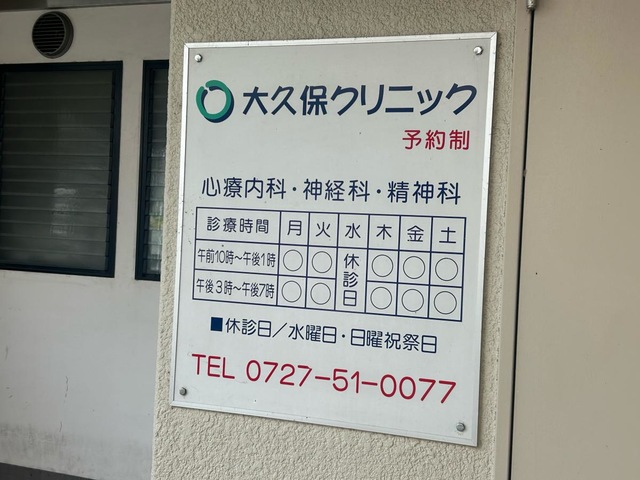 大久保クリニック
予約制
心療内科・神経科・精神科
診療時間 月 火 水 木 金 土
午前10時～午後1時 ○ ○ 休診日 ○ ○ ○
午後3時～午後7時 ○ ○ ○ ○ ○
■休診日／水曜日・日曜祝祭日
TEL 0727-51-0077